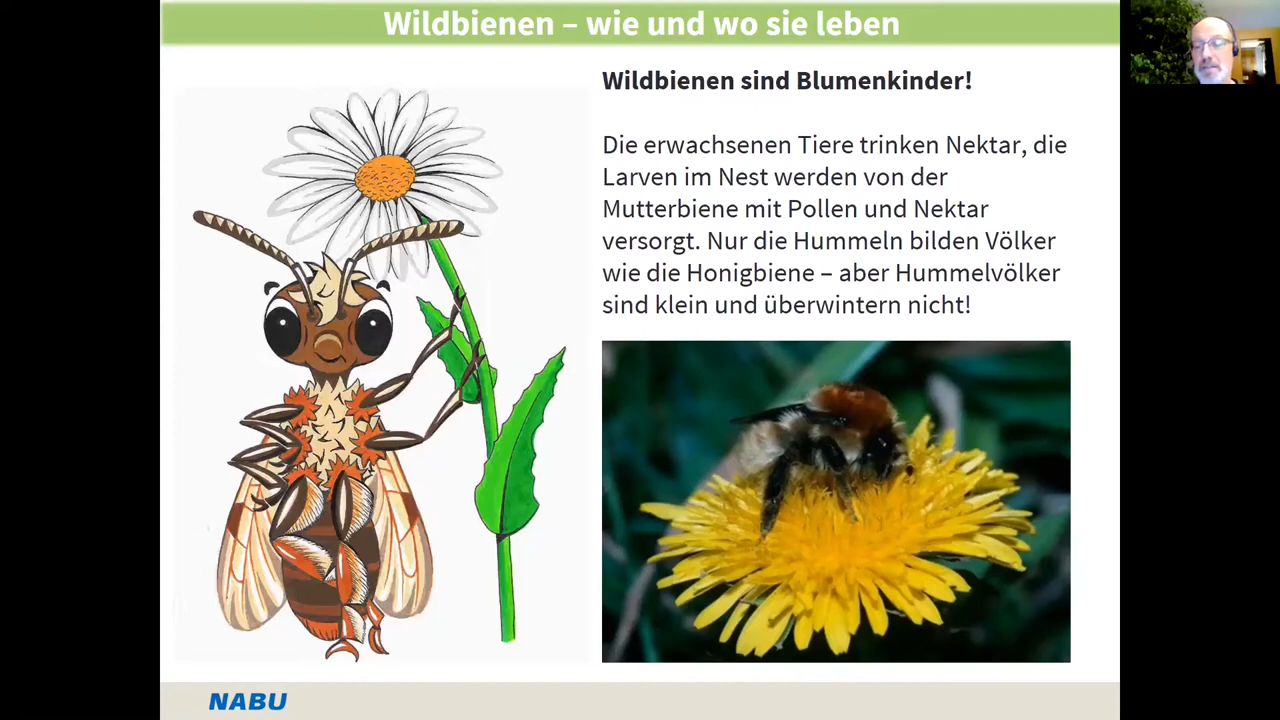 Wildbienen – wie und wo sie leben
Wildbienen sind Blumenkinder!
Die erwachsenen Tiere trinken Nektar, die
Larven im Nest werden von der
Mutterbiene mit Pollen und Nektar
versorgt. Nur die Hummeln bilden Völker
wie die Honigbiene – aber Hummelvölker
sind klein und überwintern nicht!
NABU